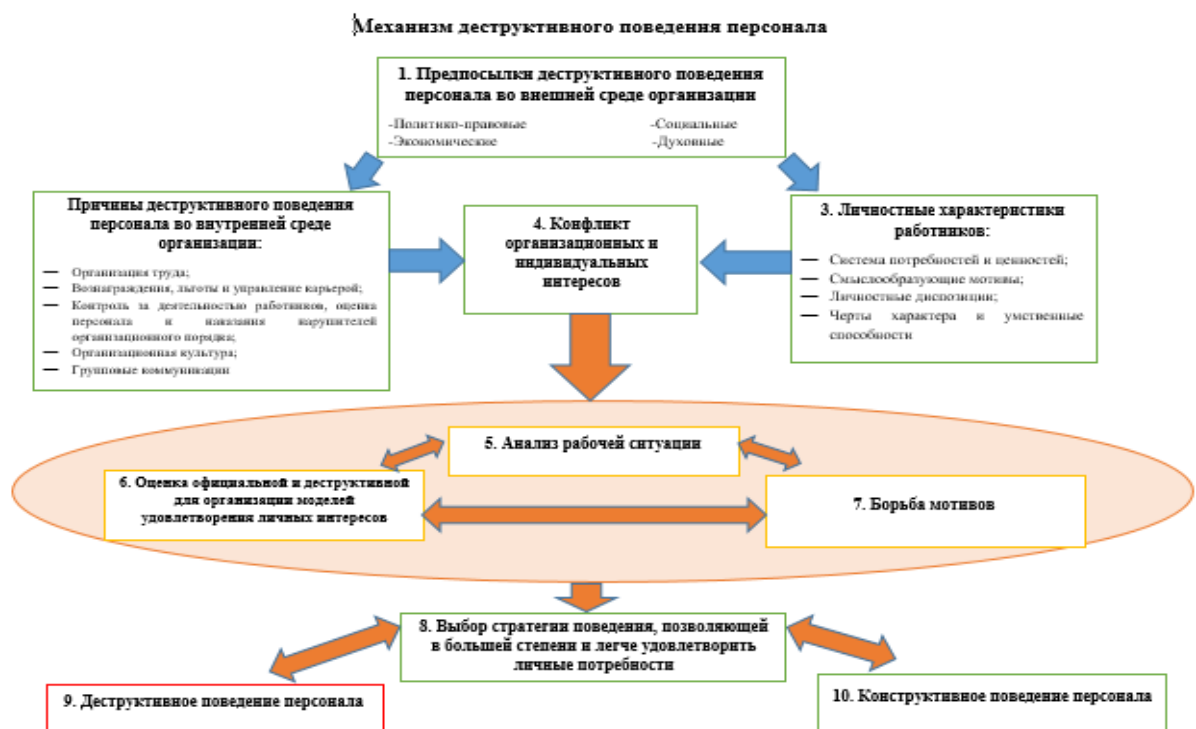 Механизм деструктивного поведения персонала
1. Предпосылки деструктивного поведения
персонала во внешней среде организации
-Политико-правовые -Социальные
-Экономические -Духовные
Причины деструктивного поведения
персонала во внутренней среде
организации:
— Организация труда;
— Вознаграждения, льготы и управление карьерой;
— Контроль за деятельностью работников, оценка
персонала и наказания нарушителей
организационного порядка;
— Организационная культура;
— Групповые коммуникации
4. Конфликт
организационных и
индивидуальных
интересов
3. Личностные характеристики
работников:
— Система потребностей и ценностей;
— Смыслообразующие мотивы;
— Личностные диспозиции;
— Черты характера и умственные
способности
5. Анализ рабочей ситуации
6. Оценка официальной и деструктивной
для организации моделей
удовлетворения личных интересов
7. Борьба мотивов
8. Выбор стратегии поведения, позволяющей
в большей степени и легче удовлетворить
личные потребности
9. Деструктивное поведение персонала
10. Конструктивное поведение персонала